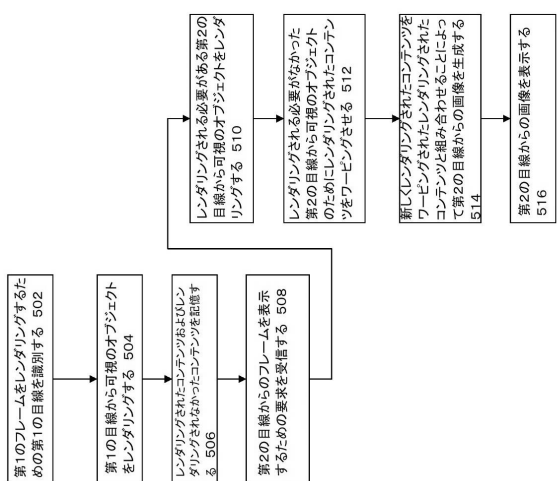 第1のフレームをレンダリングするた
めの第1の目線を識別する 502
第1の目線から可視のオブジェクト
をレンダリングする 504
レンダリングされたコンテンツおよびレン
ダリングされなかったコンテンツを記憶す
る 506
第2の目線からのフレームを表示
するための要求を受信する 508
レンダリングされる必要がある第2の
目線から可視のオブジェクトをレンダ
リングする 510
レンダリングされる必要がなかった
第2の目線から可視のオブジェクト
のためにレンダリングされたコンテン
ツをワーピングさせる 512
新しくレンダリングされたコンテンツを
ワーピングされたレンダリングされた
コンテンツと組み合わせることによっ
て第2の目線からの画像を生成する
514
第2の目線からの画像を表示する
516